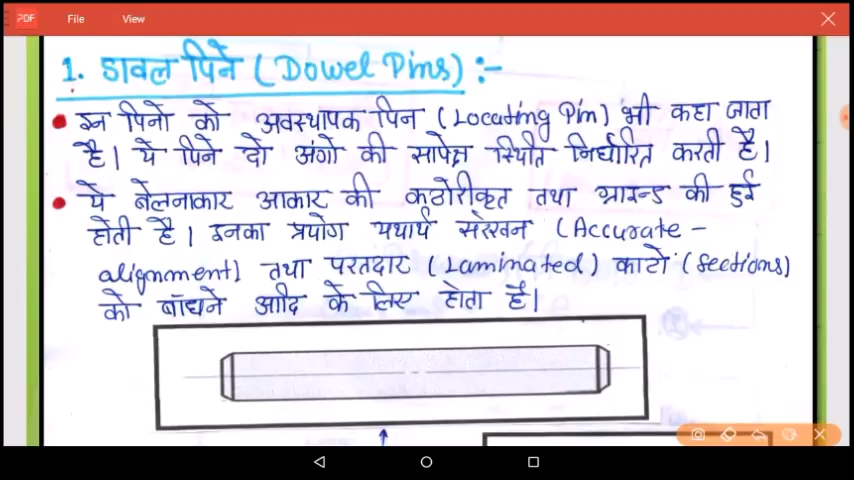 PDF File View
1. डावल पिनें (Dowel Pins) :-
इन पिनो को अवस्थापक पिन (Locating Pin) भी कहा जाता
है। ये पिने दो अंगो की सापेक्ष स्थिति निर्धारित करती है।
ये बेलनाकार आकार की कठोरीकृत तथा ग्राइन्ड की हुई
होती है। इनका प्रयोग यथार्थ संरेखन (Accurate -
alignment) तथा परतदार (Laminated) काटो (Sections)
को बाँधने आदि के लिए होता है।